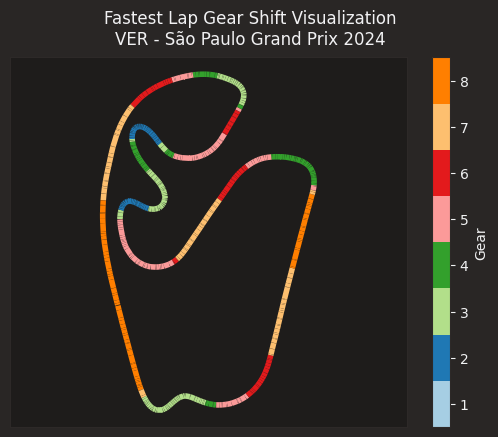 Fastest Lap Gear Shift Visualization
VER - São Paulo Grand Prix 2024
8
7
6
5
4
3
2
1
Gear